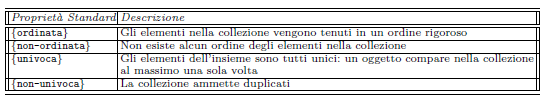 Proprietà Standard Descrizione
{ordinata} Gli elementi nella collezione vengono tenuti in un ordine rigoroso
{non-ordinata} Non esiste alcun ordine degli elementi nella collezione
{univoca} Gli elementi dell'insieme sono tutti unici: un oggetto compare nella collezione
al massimo una sola volta
{non-univoca} La collezione ammette duplicati